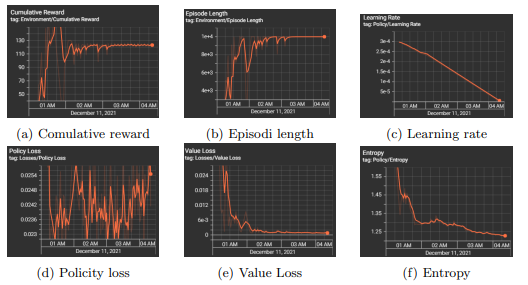 Cumulative Reward
tag: Environment/Cumulative Reward
130
110
90
70
50
01 AM 02 AM 03 AM 04 AM
December 11, 2021
(a) Comulative reward
Episode Length
tag: Environment/Episode Length
1e+4
8e+3
6e+3
4e+3
01 AM 02 AM 03 AM 04 AM
December 11, 2021
(b) Episodi length
Learning Rate
tag: Policy/Learning Rate
3e-4
2e-4
2e-4
1e-4
5e-5
01 AM 02 AM 03 AM 04 AM
December 11, 2021
(c) Learning rate
Policy Loss
tag: Losses/Policy Loss
0.0254
0.0248
0.0242
0.0236
0.023
01 AM 02 AM 03 AM 04 AM
December 11, 2021
(d) Policity loss
Value Loss
tag: Losses/Value Loss
0.024
0.018
0.012
6e-3
0
01 AM 02 AM 03 AM 04 AM
December 11, 2021
(e) Value Loss
Entropy
tag: Policy/Entropy
1.55
1.45
1.35
1.25
01 AM 02 AM 03 AM 04 AM
December 11, 2021
(f) Entropy